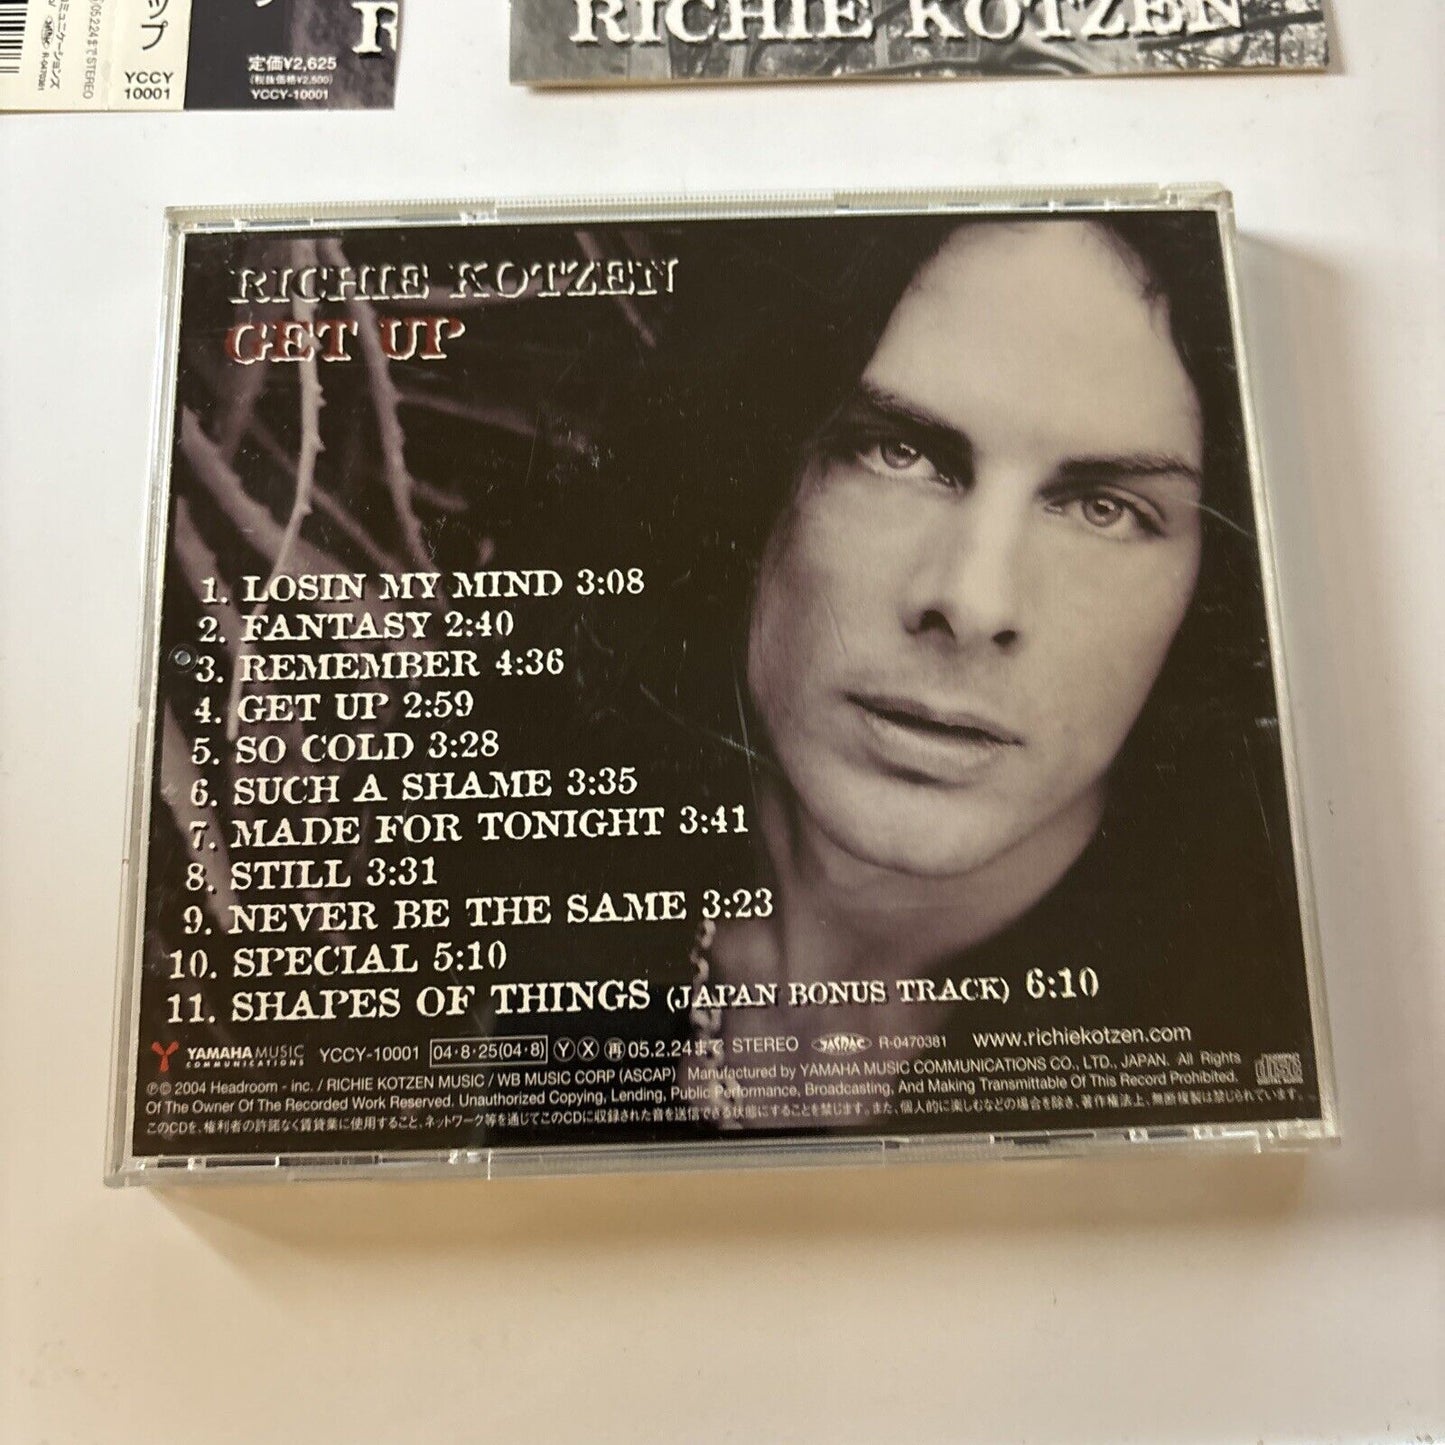 ップ
YCCY
10001
05.2.24まで STEREO
R-0470381
R
定価¥2,625
(税抜価格¥2,500)
YCCY-10001
RICHIE KOTZEN
RICHIE KOTZEN
GET UP
1. LOSIN MY MIND 3:08
2. FANTASY 2:40
3. REMEMBER 4:36
4. GET UP 2:59
5. SO COLD 3:28
6. SUCH A SHAME 3:35
7. MADE FOR TONIGHT 3:41
8. STILL 3:31
9. NEVER BE THE SAME 3:23
10. SPECIAL 5:10
11. SHAPES OF THINGS (JAPAN BONUS TRACK) 6:10
YAMAHA MUSIC COMMUNICATIONS YCCY-10001 04・8・25(04・8) Y X 再 05.2.24まで STEREO JASRAC R-0470381 www.richiekotzen.com
℗© 2004 Headroom - inc. / RICHIE KOTZEN MUSIC / WB MUSIC CORP (ASCAP) Manufactured by YAMAHA MUSIC COMMUNICATIONS CO., LTD., JAPAN. All Rights
Of The Owner Of The Recorded Work Reserved. Unauthorized Copying, Lending, Public Performance, Broadcasting, And Making Transmittable Of This Record Prohibited.
このCDを、権利者の許諾なく賃貸業に使用すること、ネットワーク等を通じてこのCDに収録された音を送信できる状態にすることを禁じます。また、個人的に楽しむなどの場合を除き、著作権法上、無断複製は禁じられています。